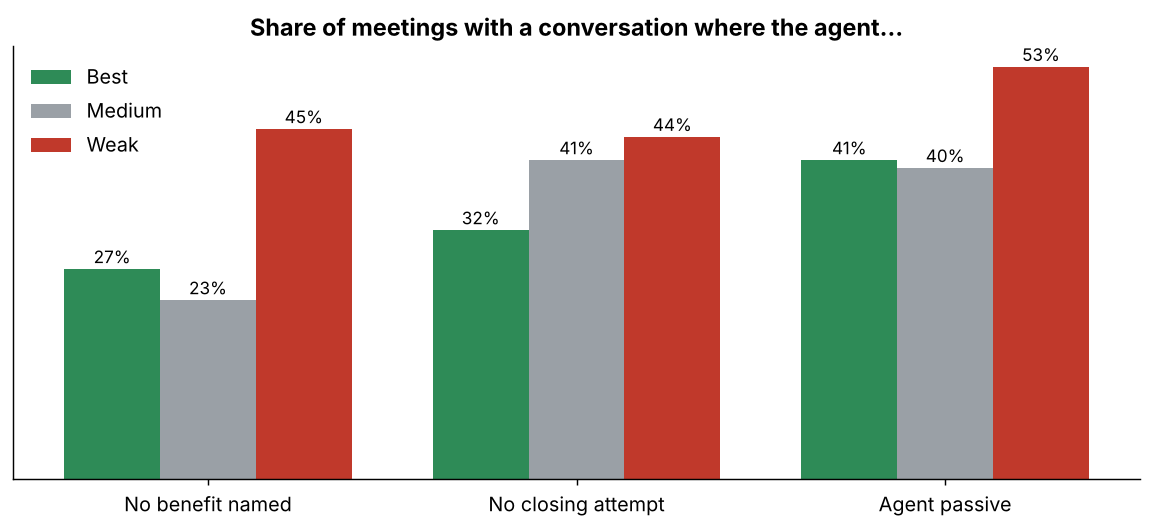 Share of meetings with a conversation where the agent...
Best
Medium
Weak
27%
23%
45%
32%
41%
44%
41%
40%
53%
No benefit named
No closing attempt
Agent passive